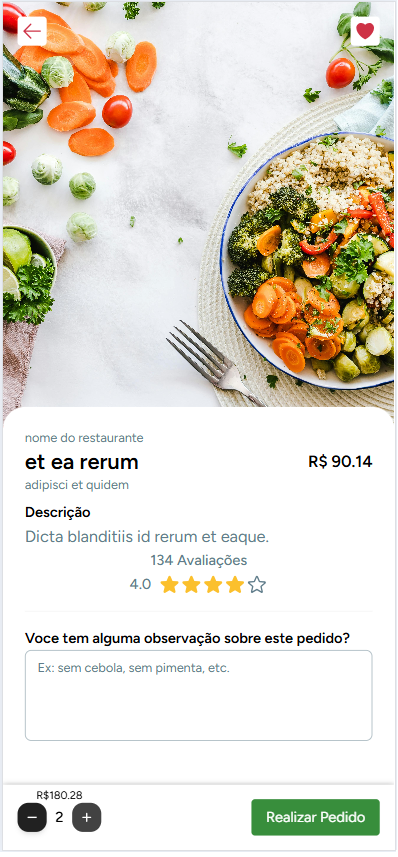 nome do restaurante
et ea rerum
R$ 90.14
adipisci et quidem
Descrição
Dicta blanditiis id rerum et eaque.
134 Avaliações
4.0
Voce tem alguma observação sobre este pedido?
Ex: sem cebola, sem pimenta, etc.
R$180.28
− 2 +
Realizar Pedido